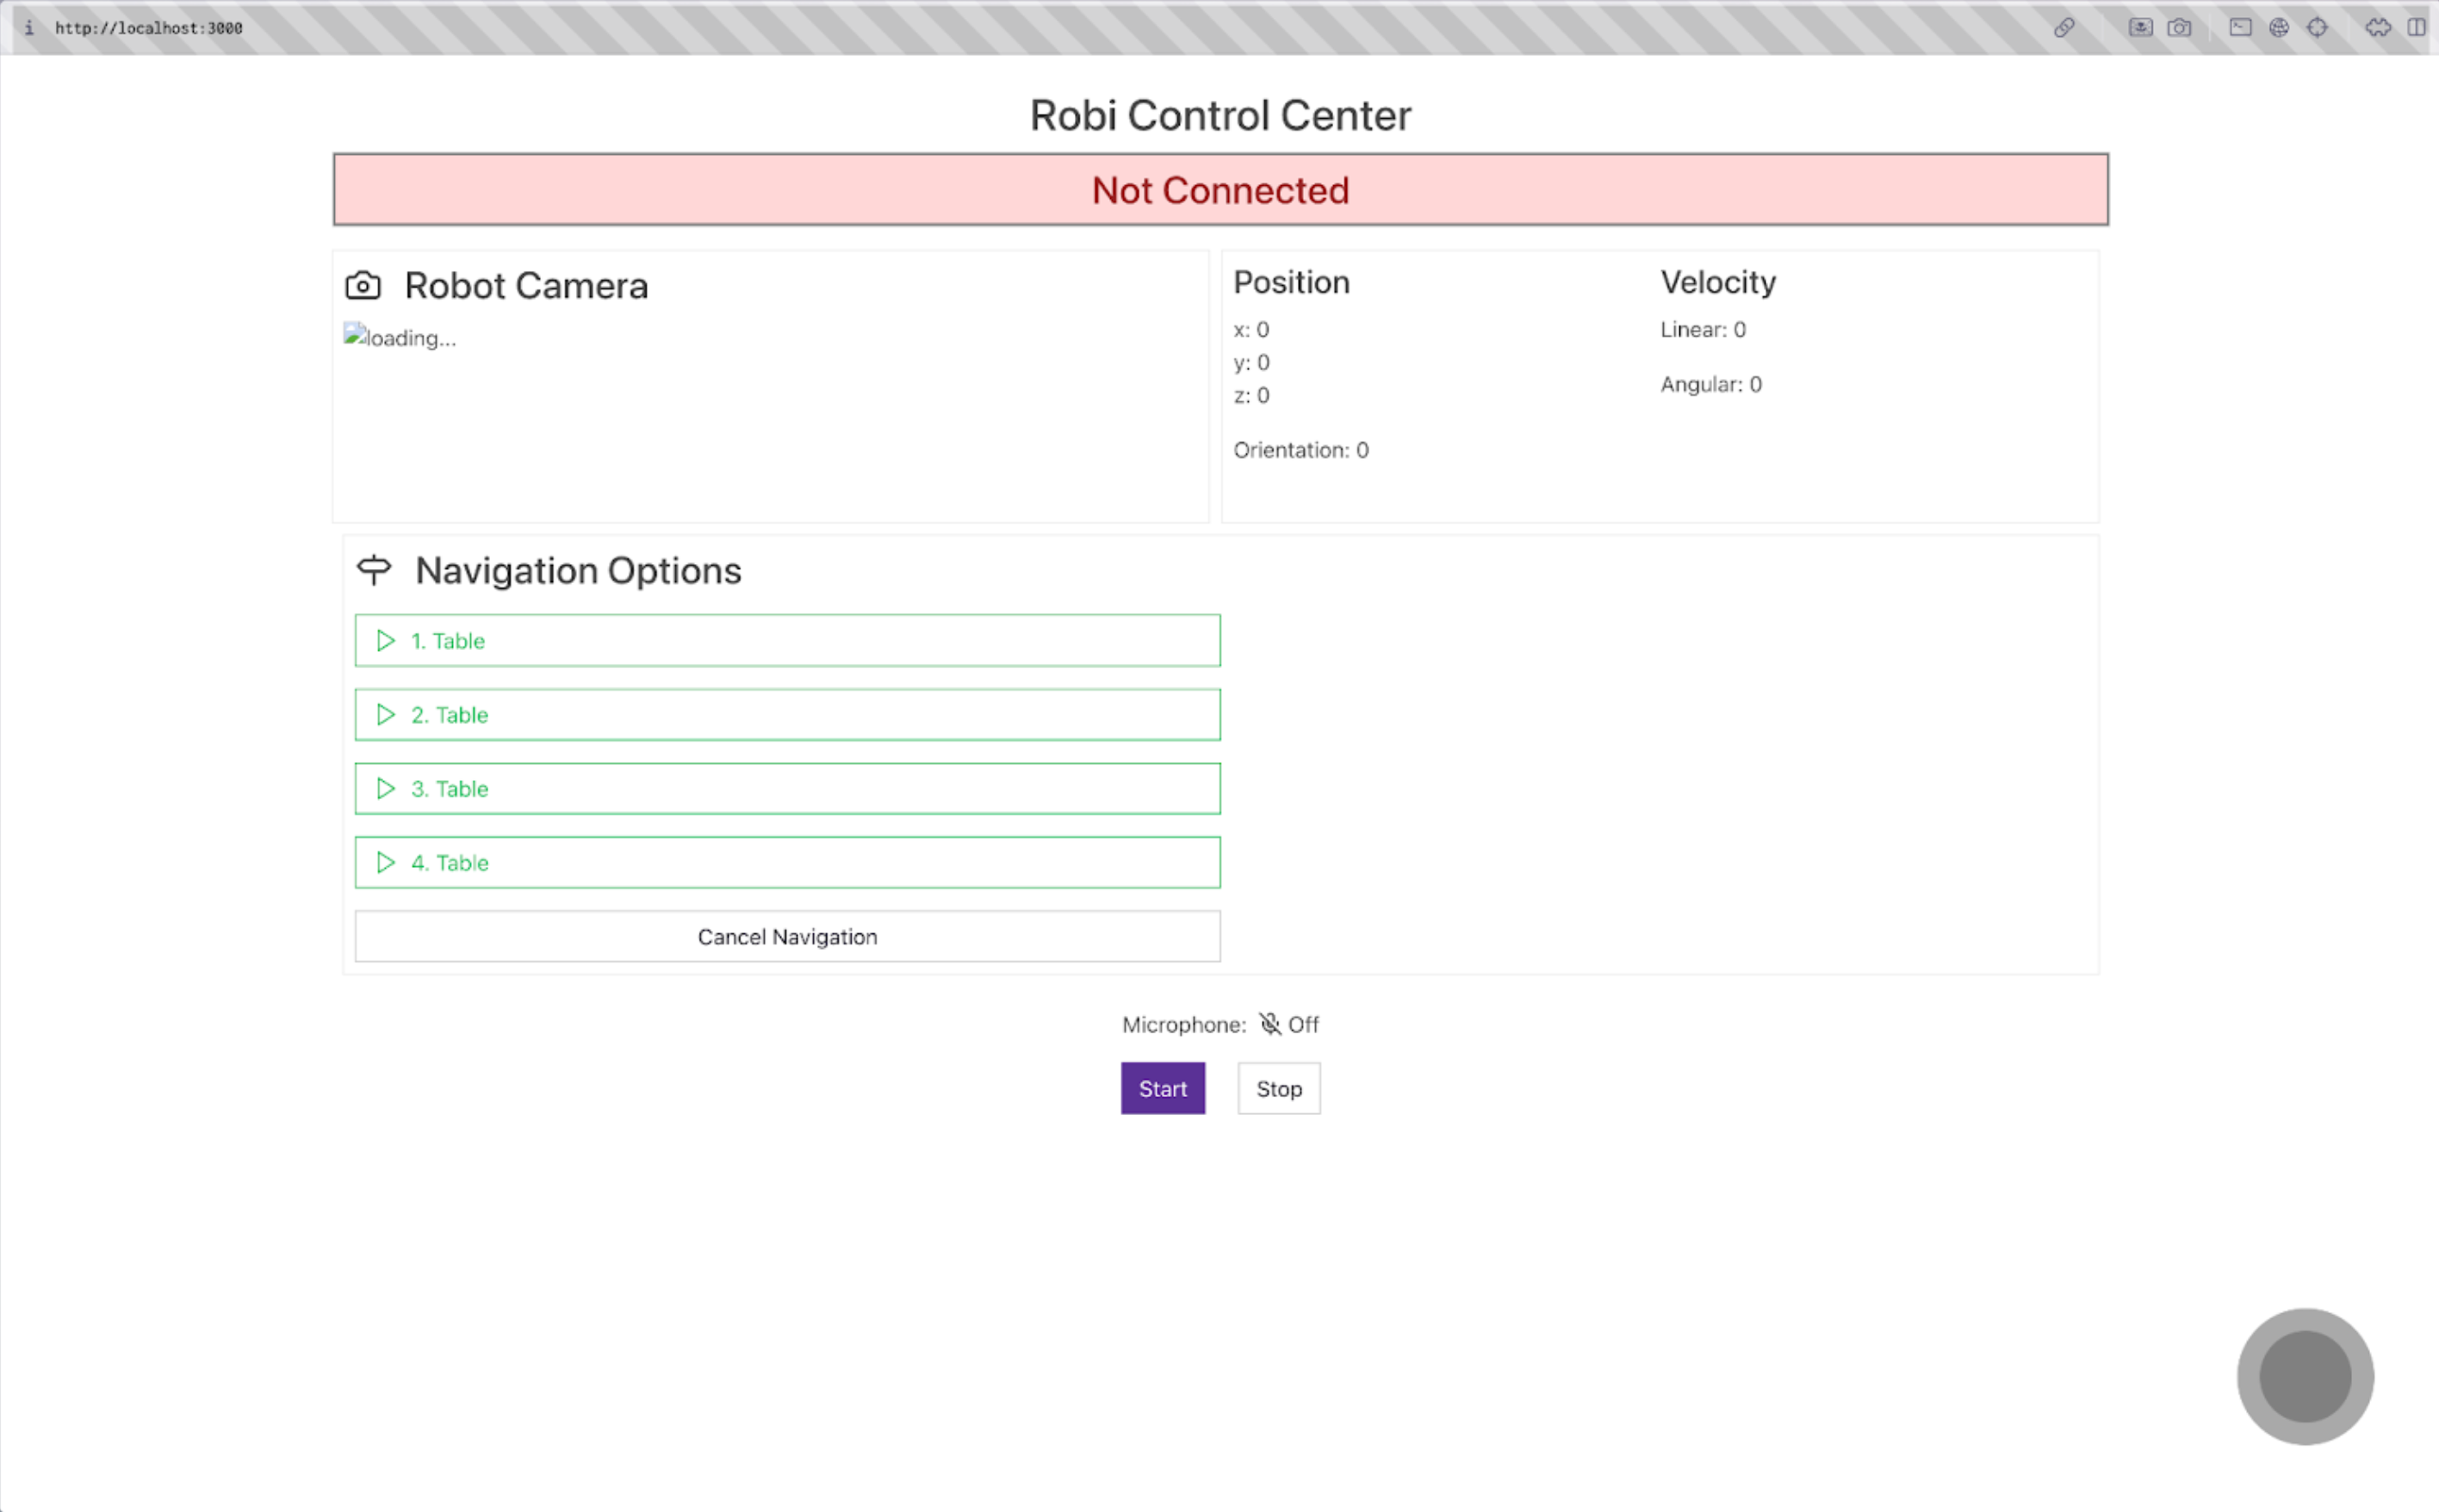 http://localhost:3000
Robi Control Center
Not Connected
Robot Camera
loading...
Position
x: 0
y: 0
z: 0
Orientation: 0
Velocity
Linear: 0
Angular: 0
Navigation Options
1. Table
2. Table
3. Table
4. Table
Cancel Navigation
Microphone: Off
Start
Stop